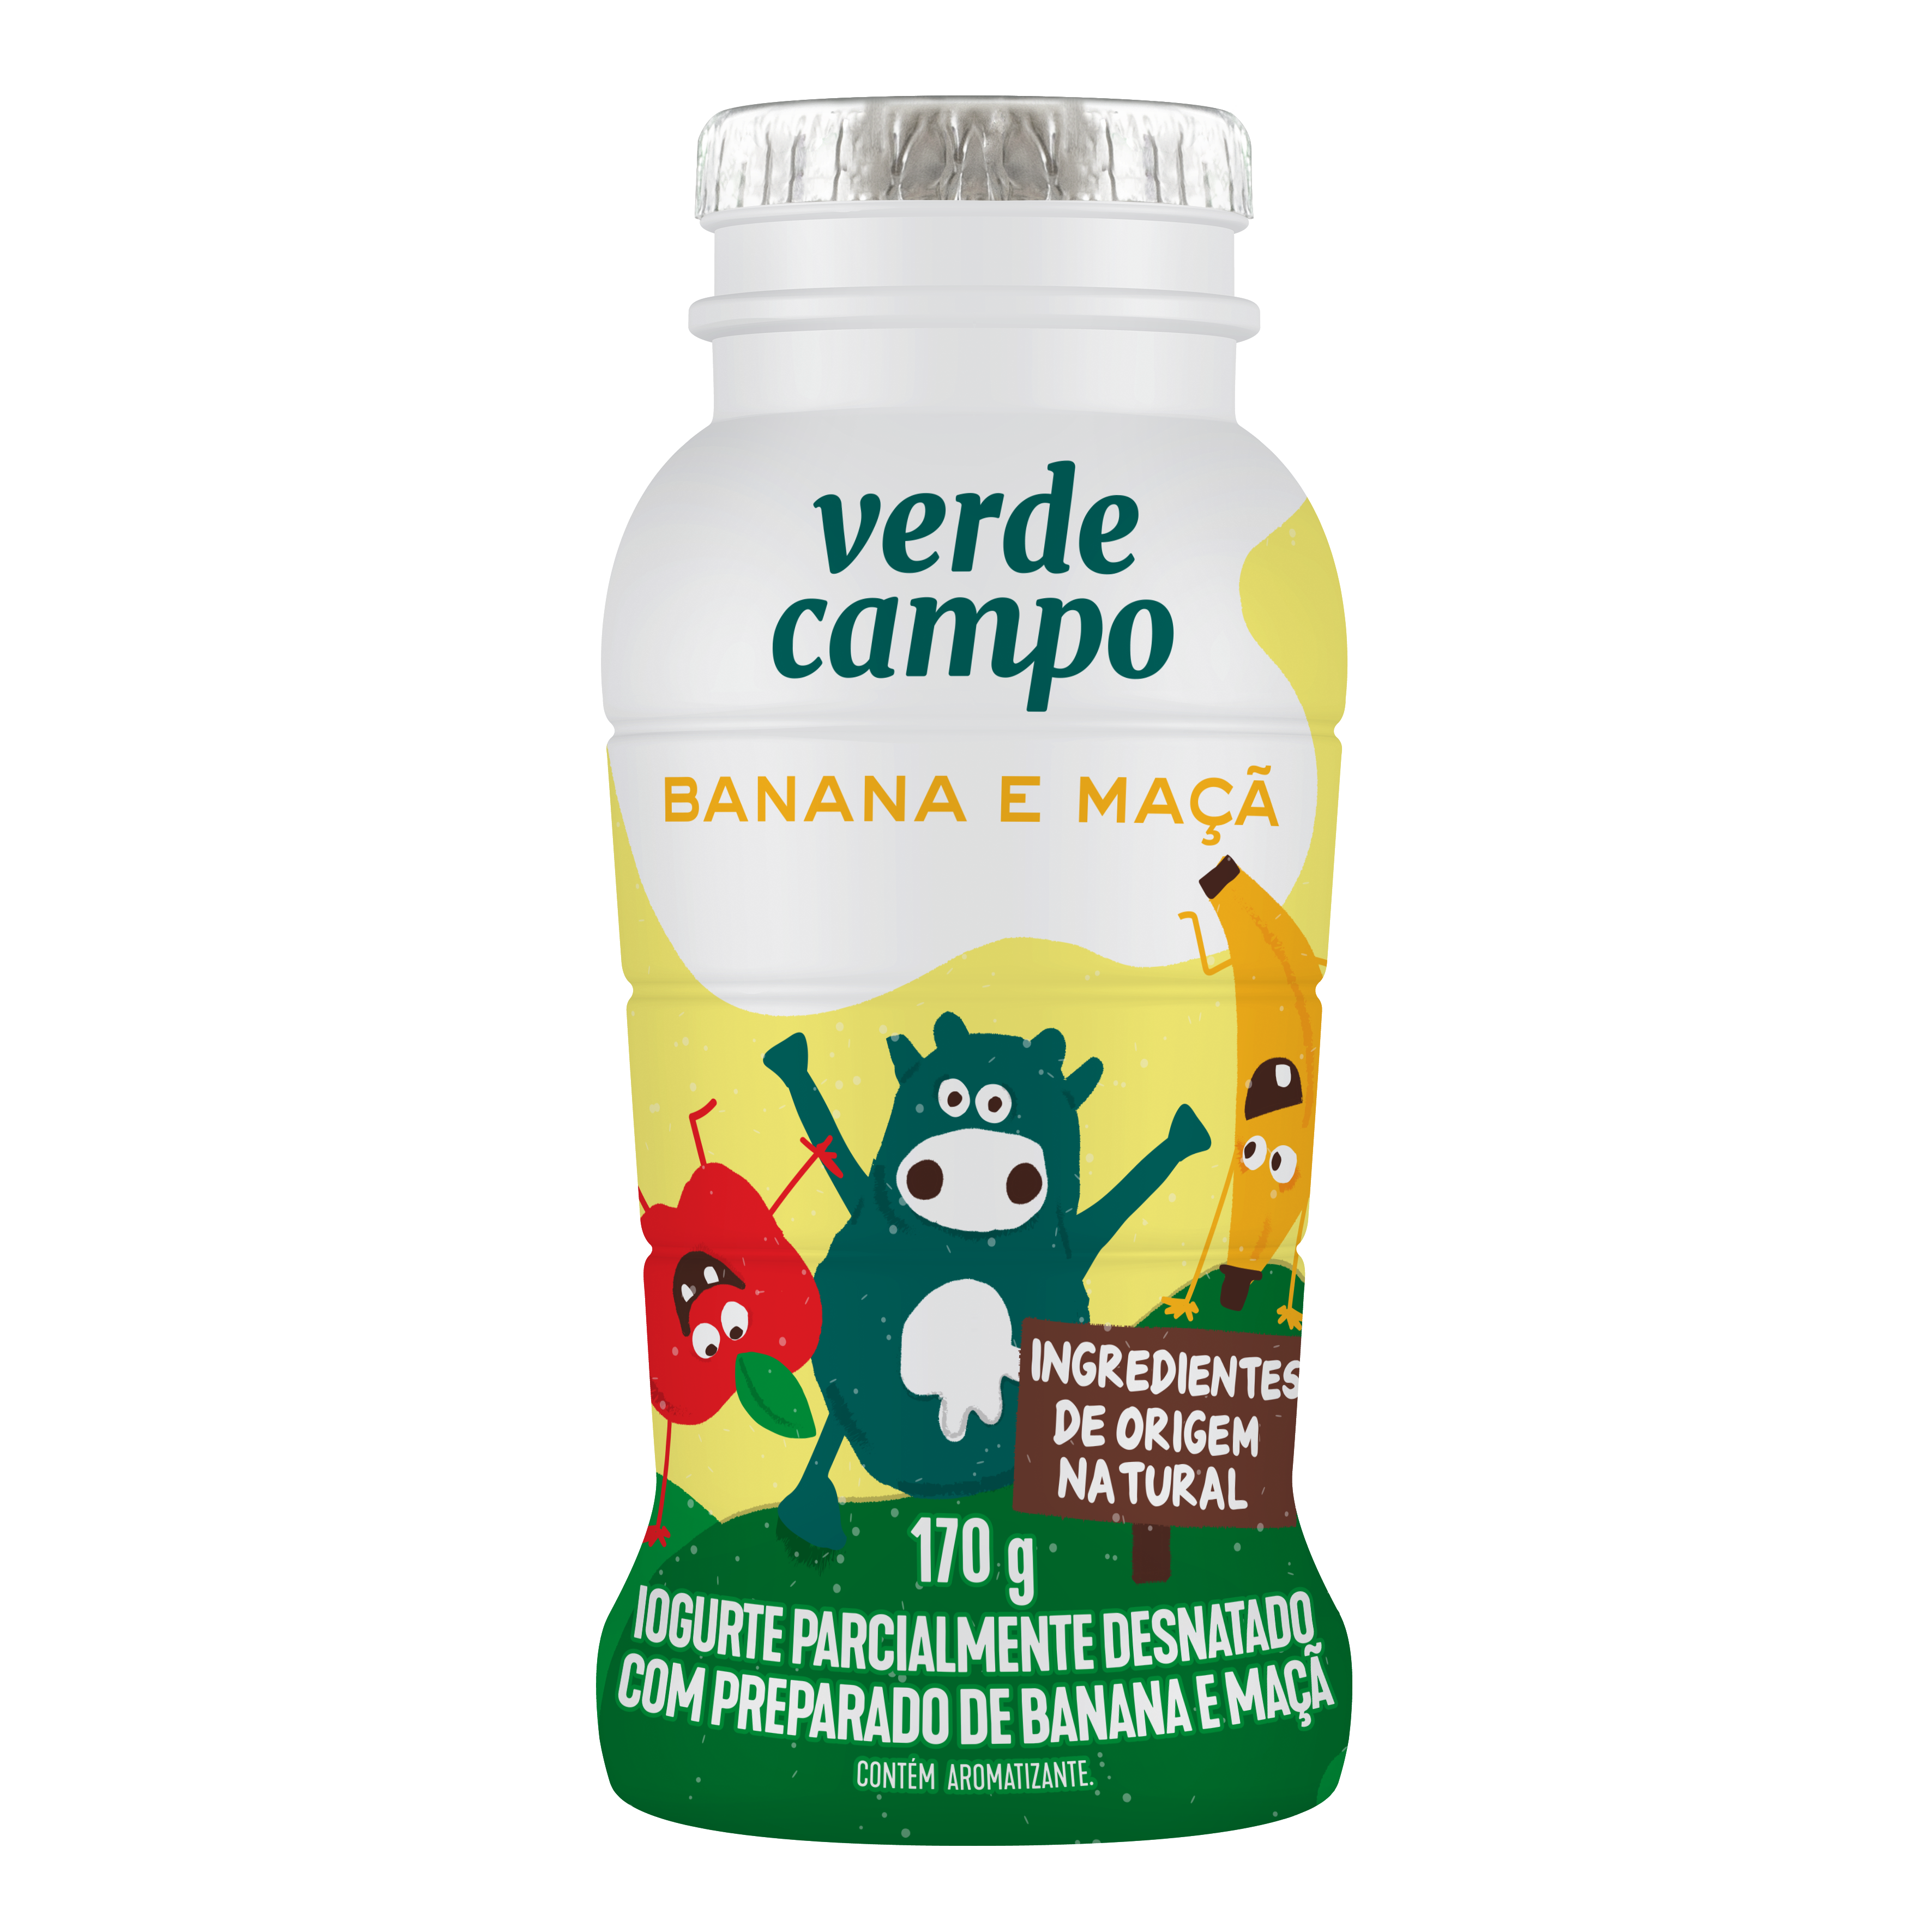 verde
campo
BANANA E MAÇÃ
INGREDIENTES
DE ORIGEM
NATURAL
170 g
IOGURTE PARCIALMENTE DESNATADO
COM PREPARADO DE BANANA E MAÇÃ
CONTÉM AROMATIZANTE.